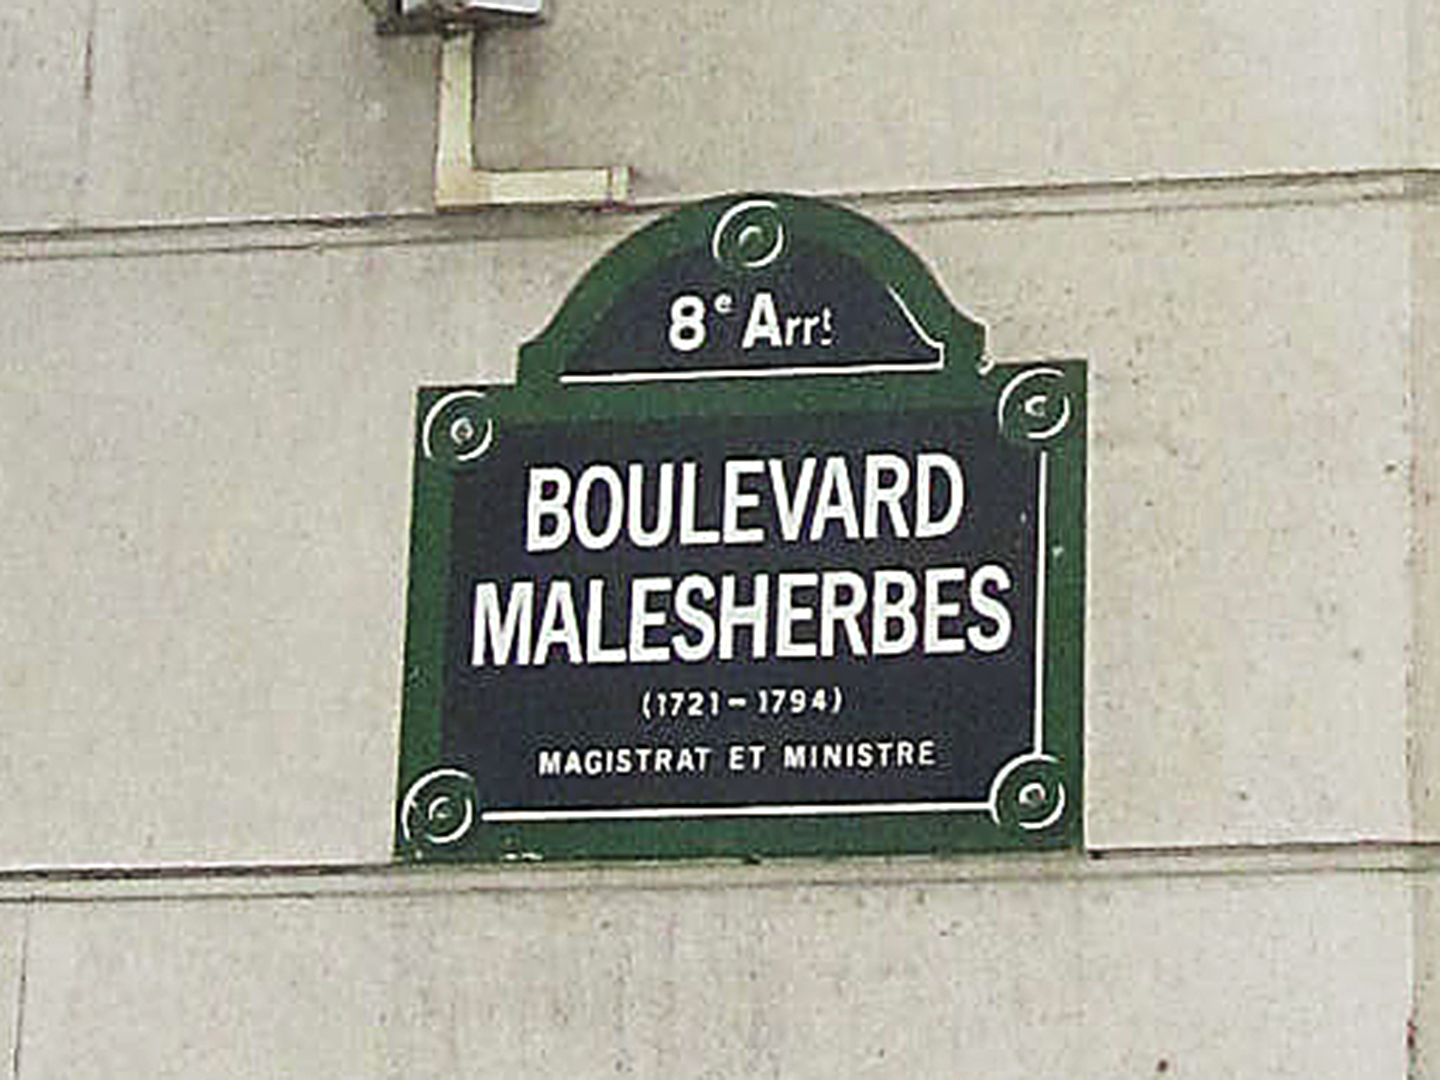 8e Arrt
BOULEVARD
MALESHERBES
(1721-1794)
MAGISTRAT ET MINISTRE